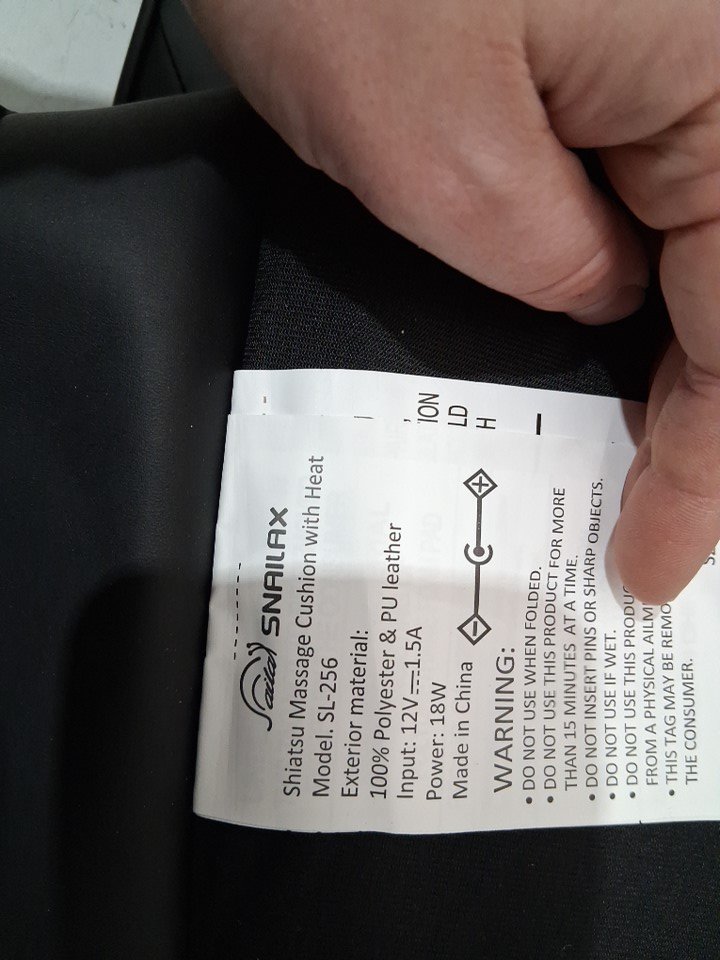 SNAILAX
Shiatsu Massage Cushion with Heat
Model. SL-256
Exterior material:
100% Polyester & PU leather
Input: 12V⎓1.5A
Power: 18W
Made in China
WARNING:
• DO NOT USE WHEN FOLDED.
• DO NOT USE THIS PRODUCT FOR MORE
THAN 15 MINUTES AT A TIME.
• DO NOT INSERT PINS OR SHARP OBJECTS.
• DO NOT USE IF WET.
• DO NOT USE THIS
FROM A PHYSICAL
• THIS TAG MAY BE
THE CONSUMER.
ION
LD
H